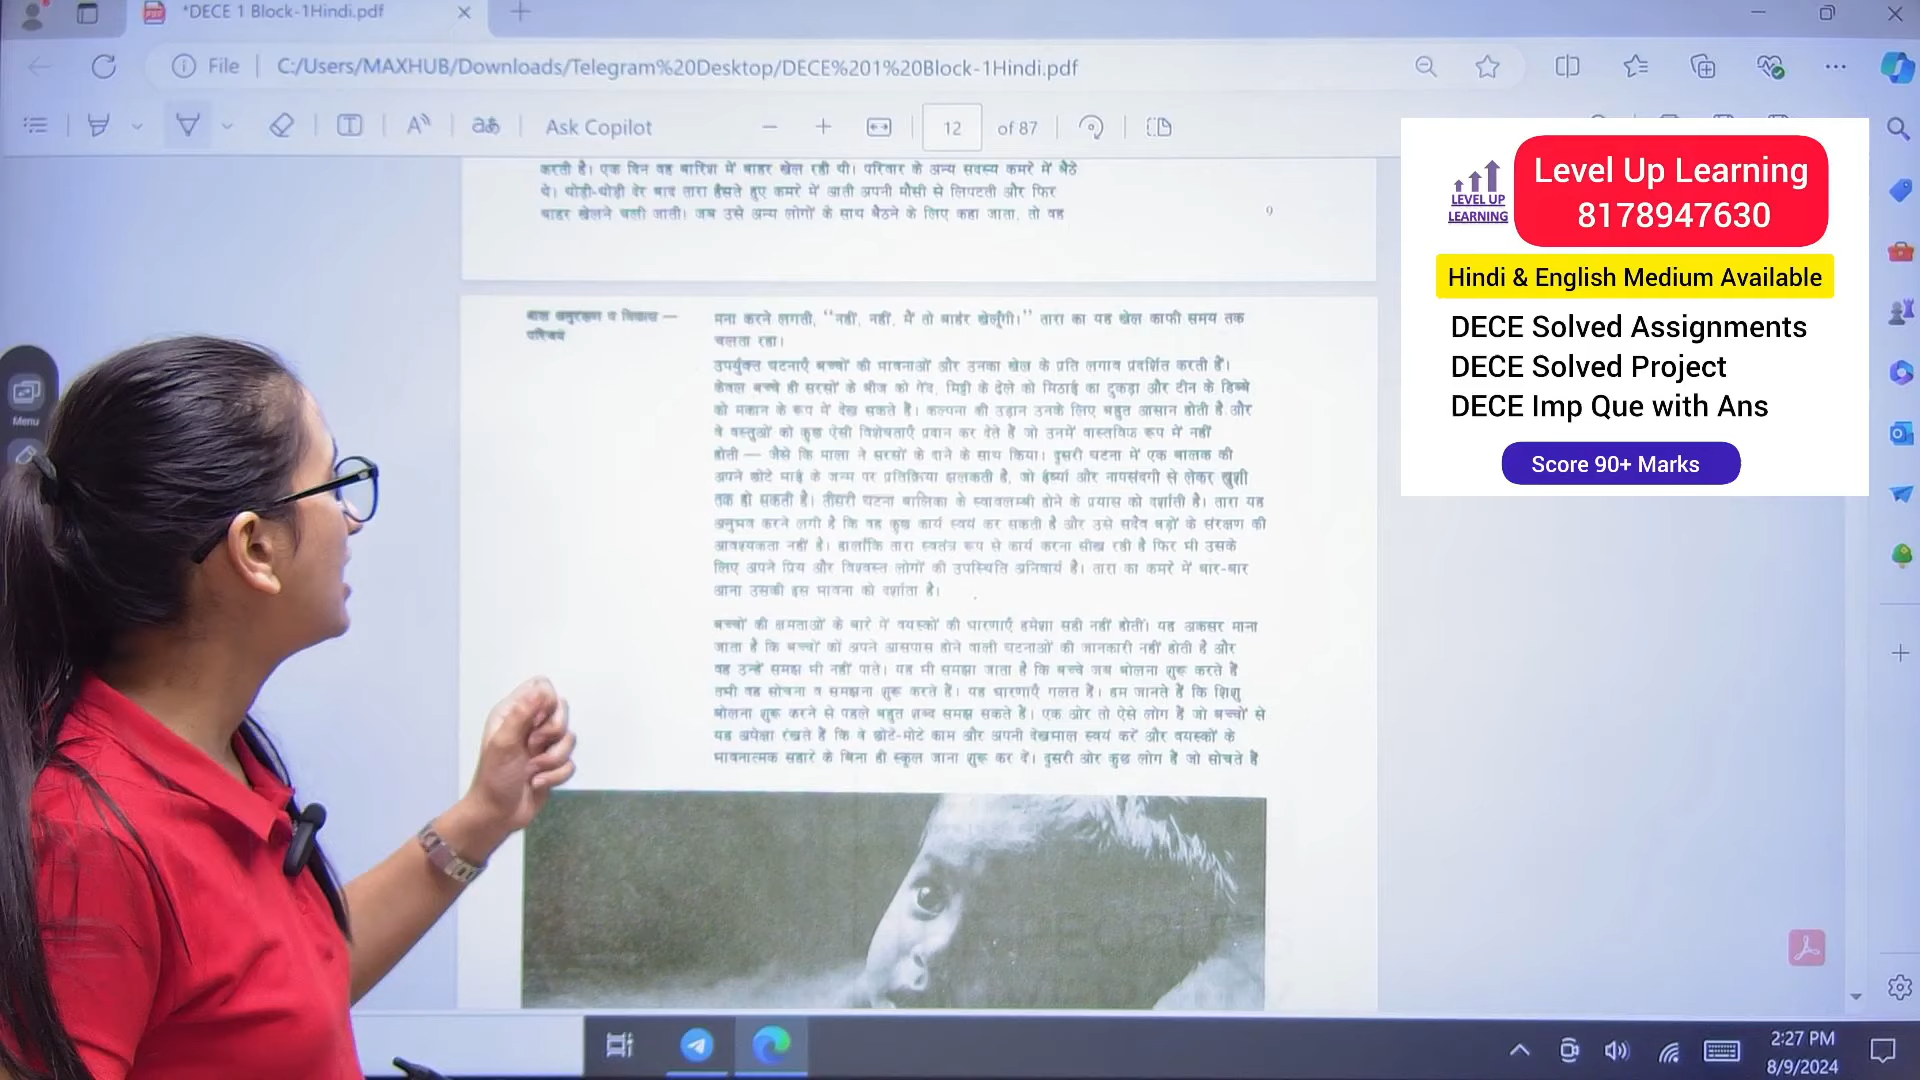 *DECE 1 Block-1Hindi.pdf
File
C:/Users/MAXHUB/Downloads/Telegram%20Desktop/DECE%201%20Block-1Hindi.pdf
Ask Copilot
12 of 87
करती है। एक दिन वह बारिश में बाहर खेल रही थी। परिवार के अन्य सदस्य कमरे में बैठे
थे। थोड़ी-थोड़ी देर बाद तारा हँसते हुए कमरे में आती अपनी मौसी से लिपटती और फिर
बाहर खेलने चली जाती। जब उसे अन्य लोगों के साथ बैठने के लिए कहा जाता, तो वह
9
बाल अनुरक्षण व विकास —
परिचय
मना करने लगती, “नहीं, नहीं, मैं तो बाहर खेलूँगी।” तारा का यह खेल काफी समय तक
चलता रहा।
उपर्युक्त घटनाएँ बच्चों की भावनाओं और उनका खेल के प्रति लगाव प्रदर्शित करती हैं।
केवल बच्चे ही सरसों के बीज को गेंद, मिट्टी के ढेले को मिठाई का टुकड़ा और टीन के डिब्बे
को मकान के रूप में देख सकते हैं। कल्पना की उड़ान उनके लिए बहुत आसान होती है और
वे वस्तुओं को कुछ ऐसी विशेषताएँ प्रदान कर देते हैं जो उनमें वास्तविक रूप में नहीं
होती — जैसे कि माला ने सरसों के दाने के साथ किया। दूसरी घटना में एक बालक की
अपने छोटे भाई के जन्म पर प्रतिक्रिया झलकती है, जो ईर्ष्या और नापसंदगी से लेकर खुशी
तक हो सकती है। तीसरी घटना बालिका के स्वावलम्बी होने के प्रयास को दर्शाती है। तारा यह
अनुभव करने लगी है कि वह कुछ कार्य स्वयं कर सकती है और उसे सदैव बड़ों के संरक्षण की
आवश्यकता नहीं है। हालाँकि तारा स्वतंत्र रूप से कार्य करना सीख रही है फिर भी उसके
लिए अपने प्रिय और विश्वस्त लोगों की उपस्थिति अनिवार्य है। तारा का कमरे में बार-बार
आना उसकी इस भावना को दर्शाता है।
बच्चों की क्षमताओं के बारे में वयस्कों की धारणाएँ हमेशा सही नहीं होतीं। यह अकसर माना
जाता है कि बच्चों को अपने आसपास होने वाली घटनाओं की जानकारी नहीं होती है और
वह उन्हें समझ भी नहीं पाते। यह भी समझा जाता है कि बच्चे जब बोलना शुरू करते हैं
तभी वह सोचना व समझना शुरू करते हैं। यह धारणाएँ गलत हैं। हम जानते हैं कि शिशु
बोलना शुरू करने से पहले बहुत शब्द समझ सकते हैं। एक ओर तो ऐसे लोग हैं जो बच्चों से
यह अपेक्षा रखते हैं कि वे छोटे-मोटे काम और अपनी देखभाल स्वयं करें और वयस्कों के
भावनात्मक सहारे के बिना ही स्कूल जाना शुरू कर दें। दूसरी ओर कुछ लोग हैं जो सोचते हैं
Menu
LEVEL UP
LEARNING
Level Up Learning
8178947630
Hindi & English Medium Available
DECE Solved Assignments
DECE Solved Project
DECE Imp Que with Ans
Score 90+ Marks
2:27 PM
8/9/2024